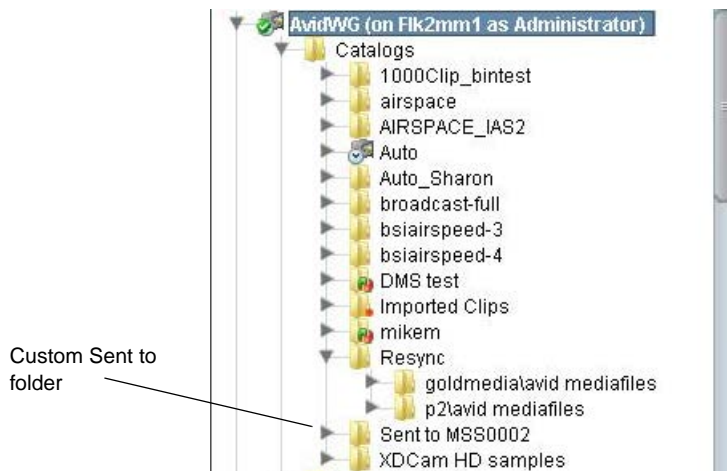 AvidWG (on Flk2mm1 as Administrator)
Catalogs
1000Clip_bintest
airspace
AIRSPACE_IAS2
Auto
Auto_Sharon
broadcast-full
bsiairspeed-3
bsiairspeed-4
DMS test
Imported Clips
mikem
Resync
goldmedia\avid mediafiles
p2\avid mediafiles
Custom Sent to
folder
Sent to MSS0002
XDCam HD samples